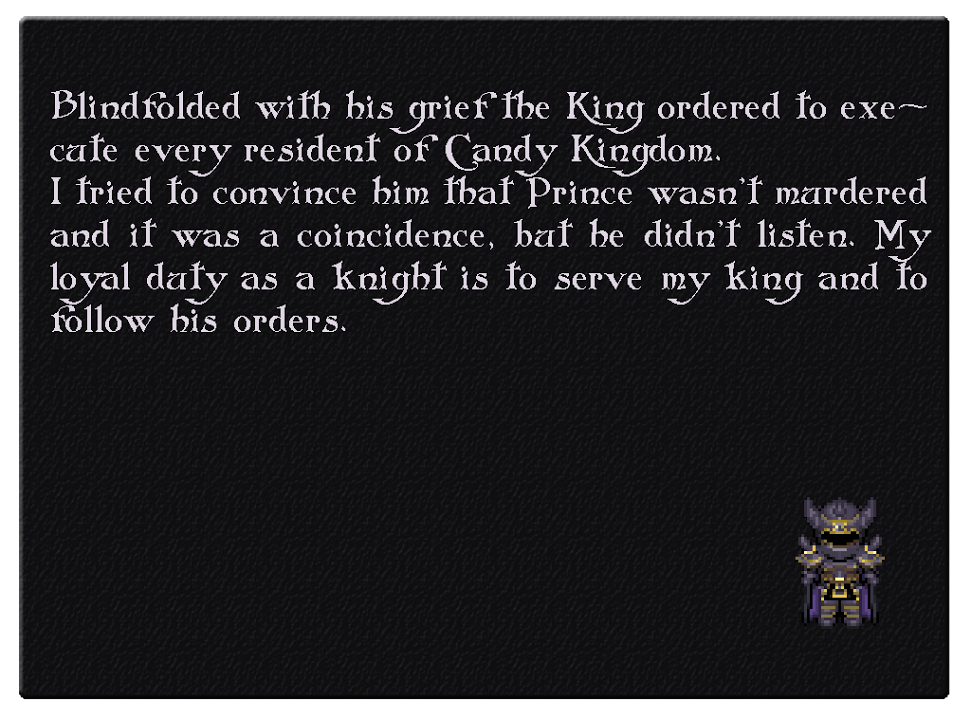 Blindfolded with his grief the King ordered to exe~
cute every resident of Candy Kingdom.
I tried to convince him that Prince wasn't murdered
and it was a coincidence, but he didn't listen. My
loyal duty as a knight is to serve my king and to
follow his orders.